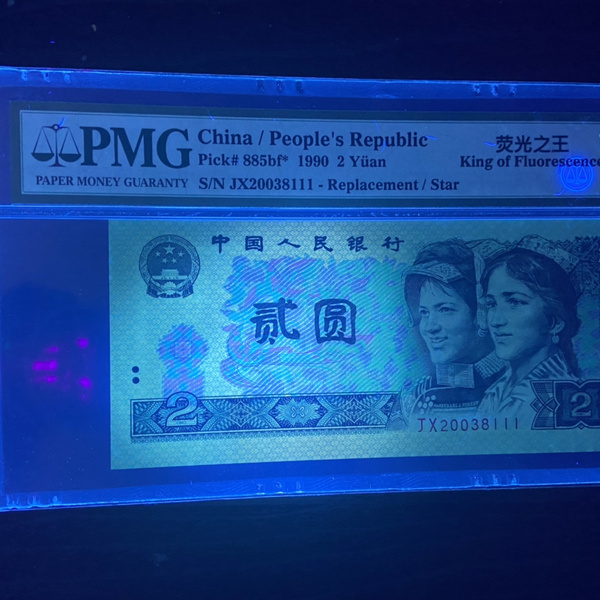 PMG
PAPER MONEY GUARANTY
China / People's Republic
Pick# 885bf* 1990 2 Yüan
S/N JX20038111 - Replacement / Star
荧光之王
King of Fluorescence
中国人民银行
贰圆
2
2
JX20038111